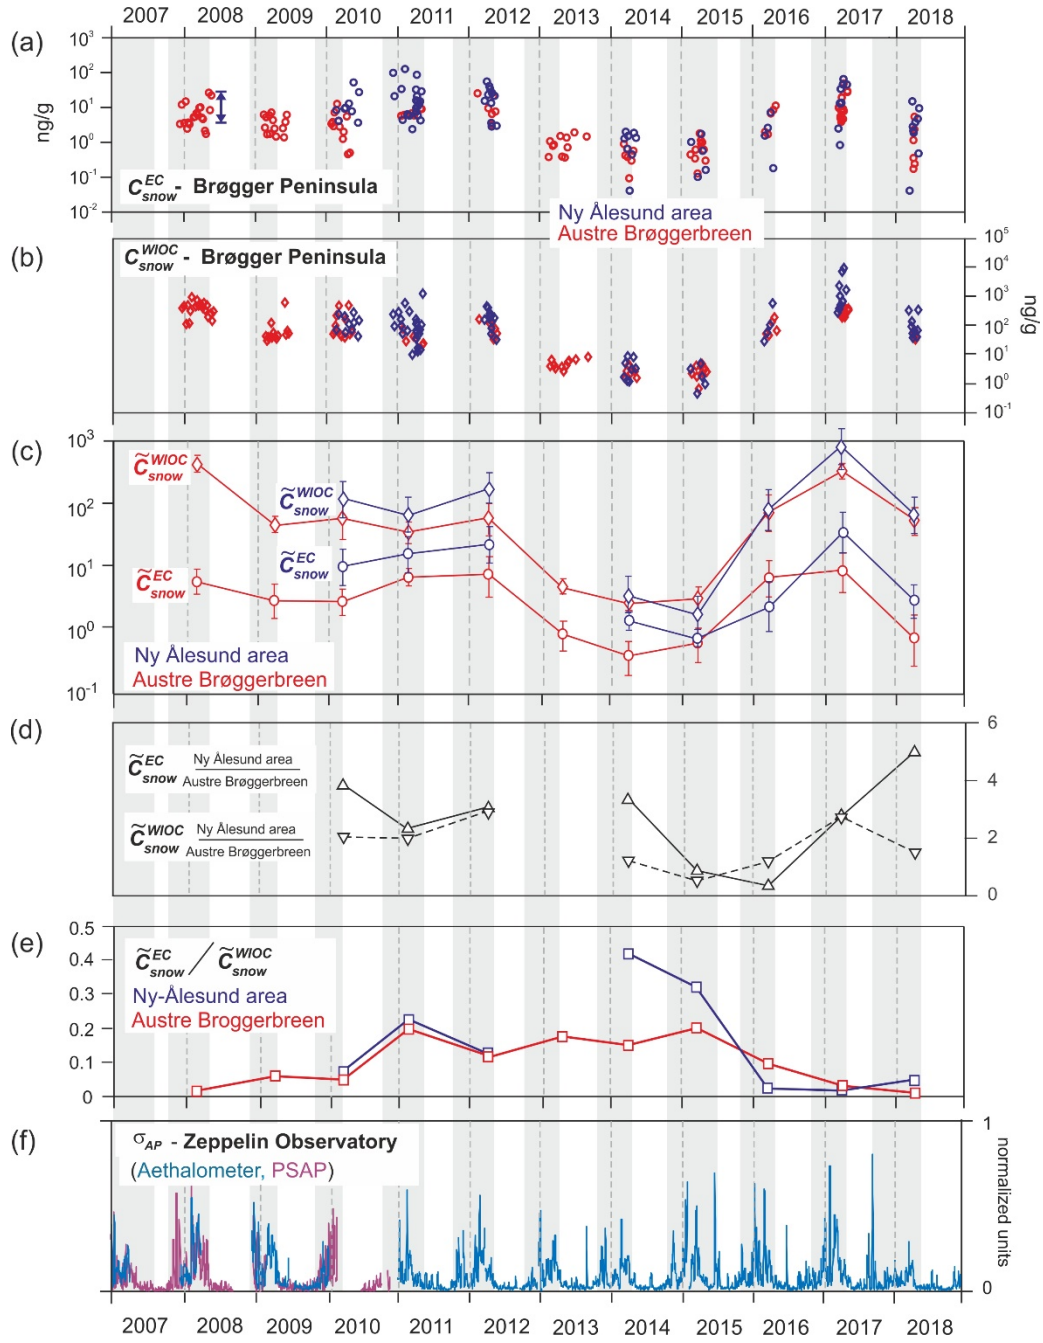 2007 2008 2009 2010 2011 2012 2013 2014 2015 2016 2017 2018
(a)
10³
10²
10¹
10⁰
10⁻¹
10⁻²
ng/g
C^EC_snow - Brøgger Peninsula
Ny Ålesund area
Austre Brøggerbreen
(b)
C^WIOC_snow - Brøgger Peninsula
10⁵
10⁴
10³
10²
10¹
10⁰
10⁻¹
ng/g
(c)
10³
10²
10¹
10⁰
10⁻¹
C̃^WIOC_snow
C̃^WIOC_snow
C̃^EC_snow
C̃^EC_snow
Ny Ålesund area
Austre Brøggerbreen
(d)
C̃^EC_snow Ny Ålesund area
Austre Brøggerbreen
C̃^WIOC_snow Ny Ålesund area
Austre Brøggerbreen
6
4
2
0
(e)
0.5
0.4
0.3
0.2
0.1
0
C̃^EC_snow / C̃^WIOC_snow
Ny-Ålesund area
Austre Broggerbreen
(f)
σ_AP - Zeppelin Observatory
(Aethalometer, PSAP)
1
0
normalized units
2007 2008 2009 2010 2011 2012 2013 2014 2015 2016 2017 2018